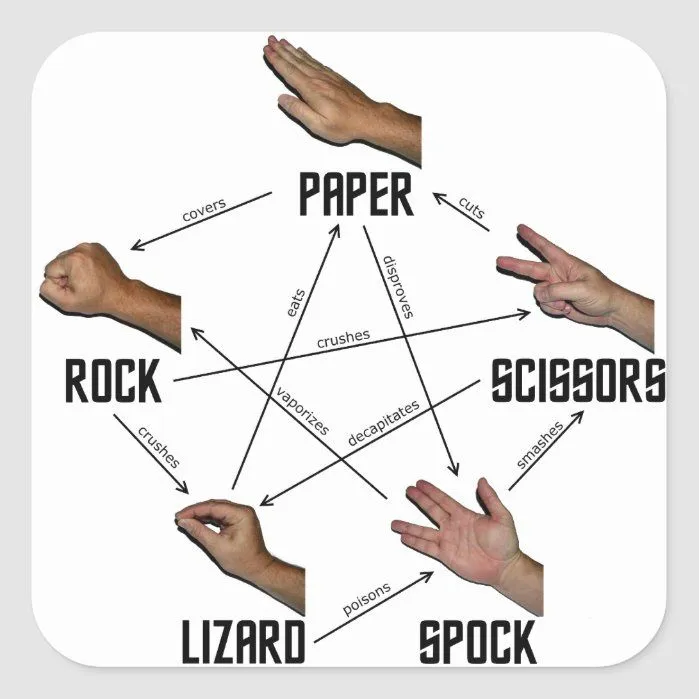 PAPER
covers
cuts
eats
disproves
crushes
ROCK
SCISSORS
vaporizes
decapitates
crushes
smashes
poisons
LIZARD
SPOCK